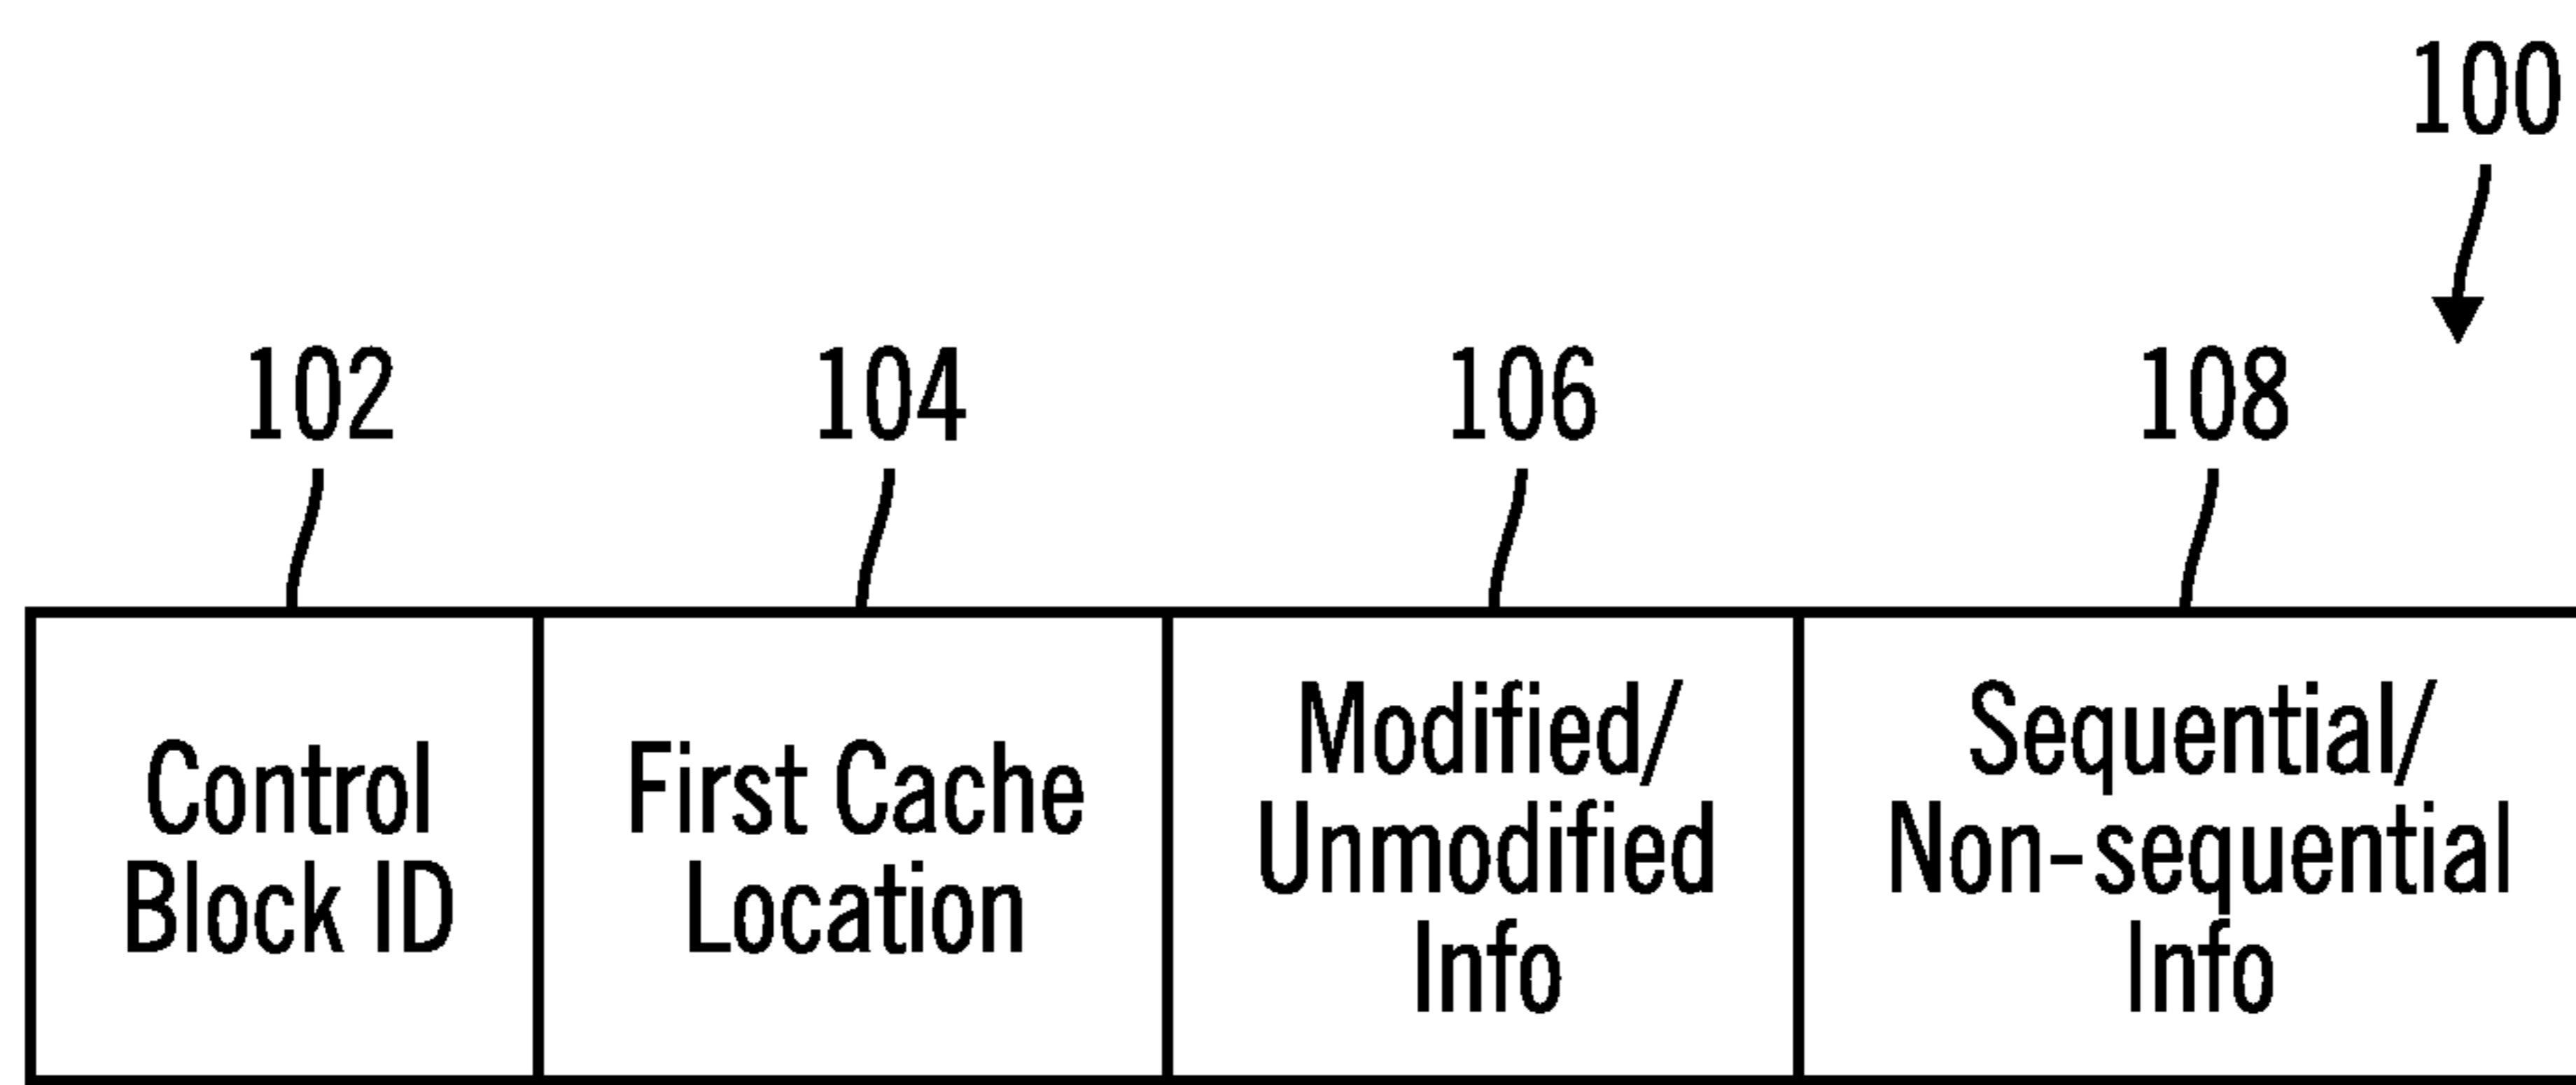 100
102
104
106
108
Control
Block ID
First Cache
Location
Modified/
Unmodified
Info
Sequential/
Non-sequential
Info